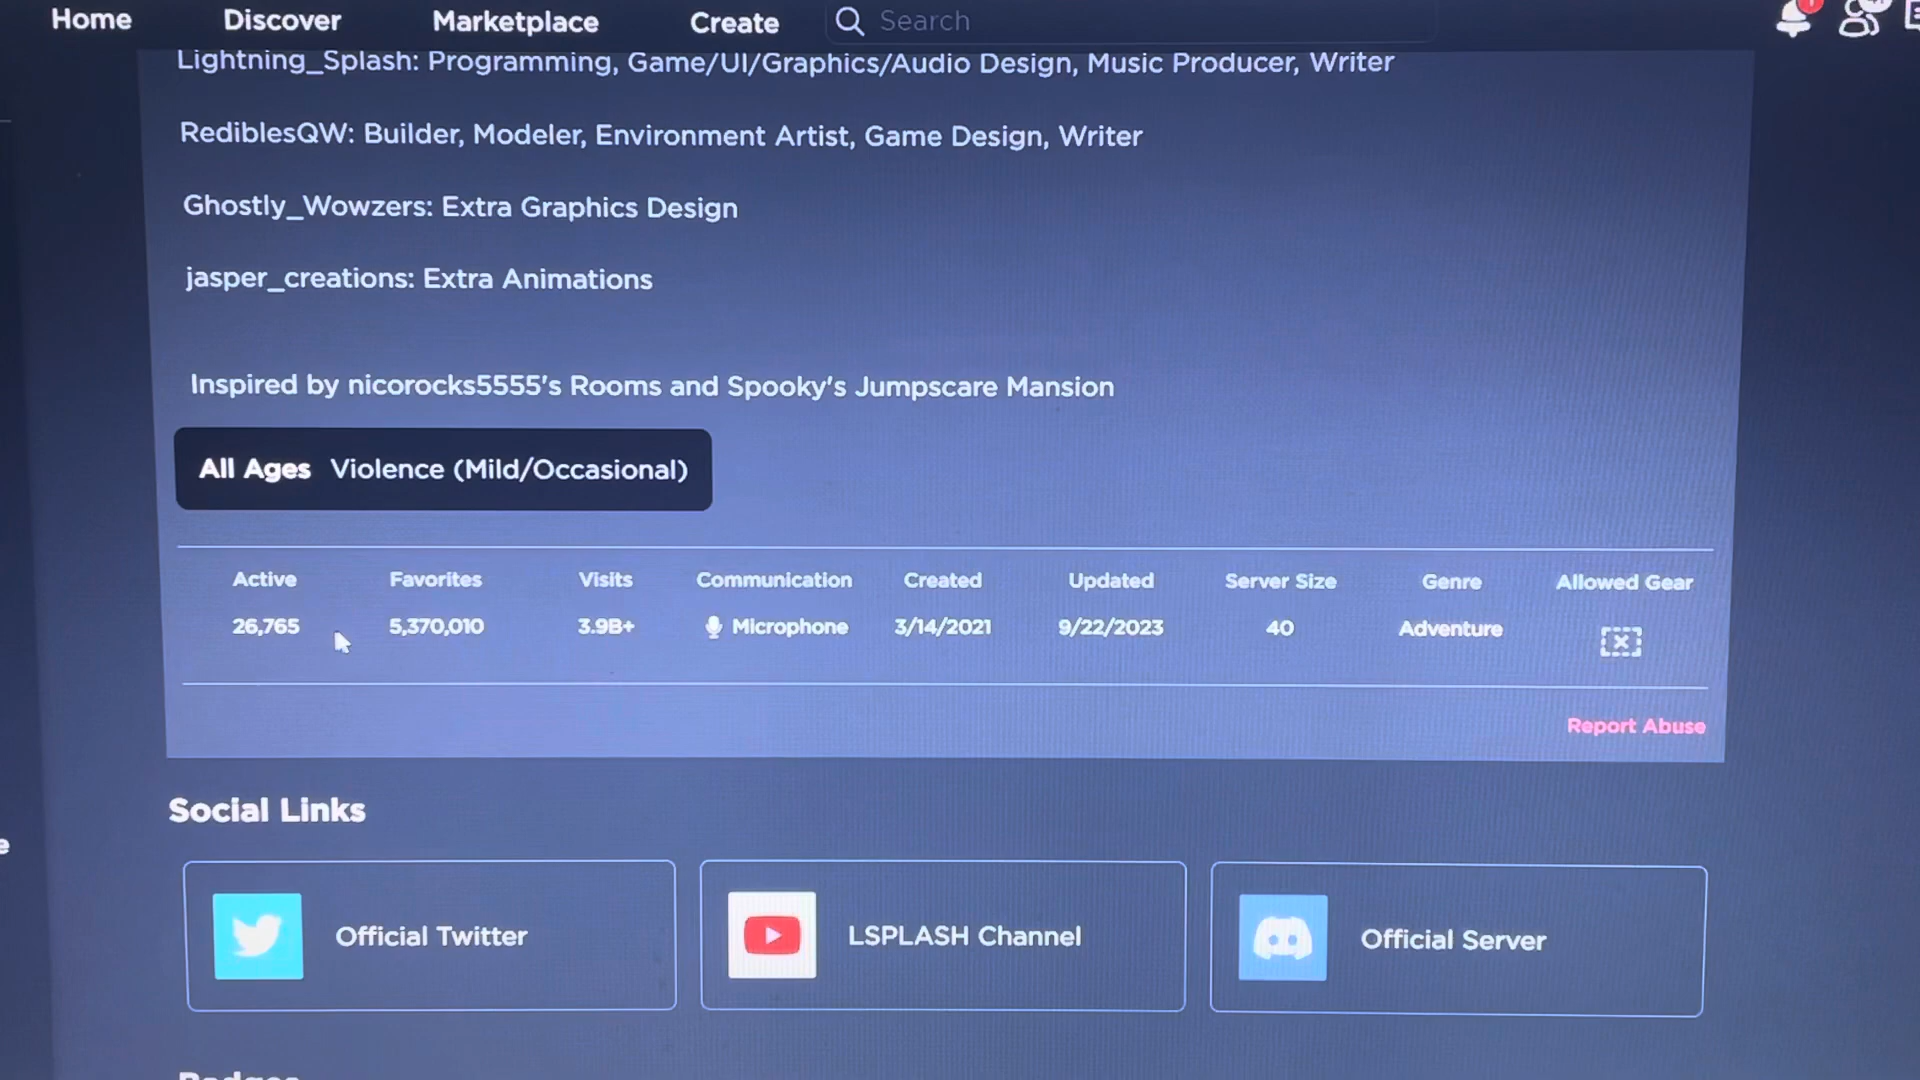 Home Discover Marketplace Create Search
Lightning_Splash: Programming, Game/UI/Graphics/Audio Design, Music Producer, Writer
RediblesQW: Builder, Modeler, Environment Artist, Game Design, Writer
Ghostly_Wowzers: Extra Graphics Design
jasper_creations: Extra Animations
Inspired by nicorocks5555's Rooms and Spooky's Jumpscare Mansion
All Ages Violence (Mild/Occasional)
Active Favorites Visits Communication Created Updated Server Size Genre Allowed Gear
26,765 5,370,010 3.9B+ Microphone 3/14/2021 9/22/2023 40 Adventure
Report Abuse
Social Links
Official Twitter LSPLASH Channel Official Server